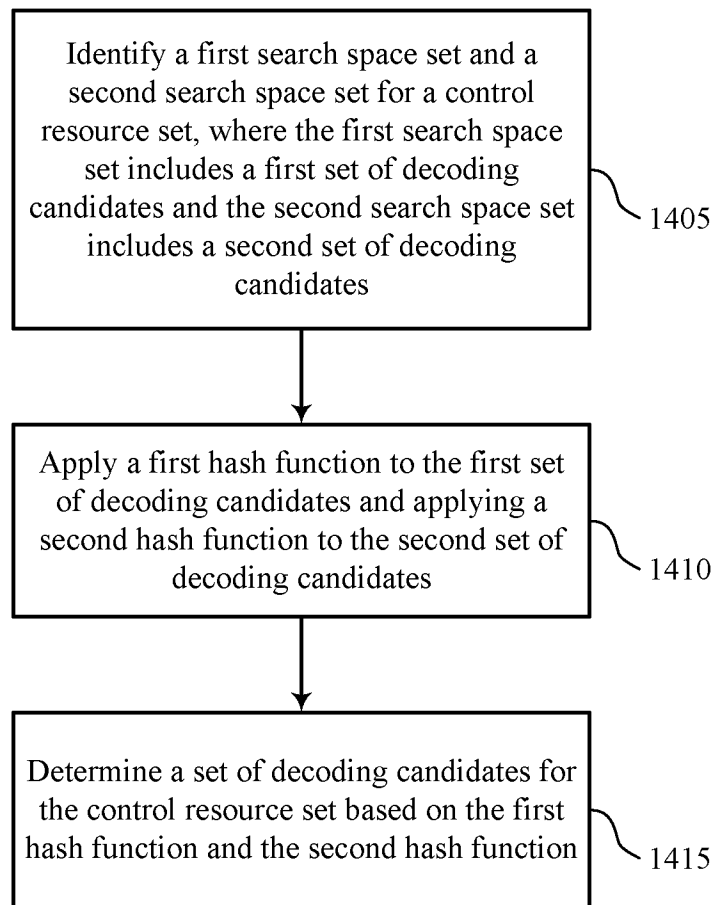 Identify a first search space set and a
second search space set for a control
resource set, where the first search space
set includes a first set of decoding
candidates and the second search space set
includes a second set of decoding
candidates
1405
Apply a first hash function to the first set
of decoding candidates and applying a
second hash function to the second set of
decoding candidates
1410
Determine a set of decoding candidates for
the control resource set based on the first
hash function and the second hash function
1415